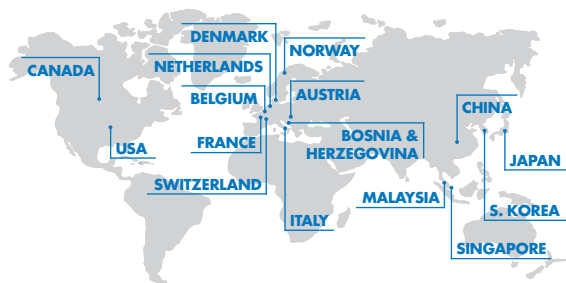 DENMARK
NORWAY
CANADA
NETHERLANDS
BELGIUM
AUSTRIA
CHINA
USA
FRANCE
BOSNIA &
HERZEGOVINA
JAPAN
SWITZERLAND
MALAYSIA
S. KOREA
ITALY
SINGAPORE